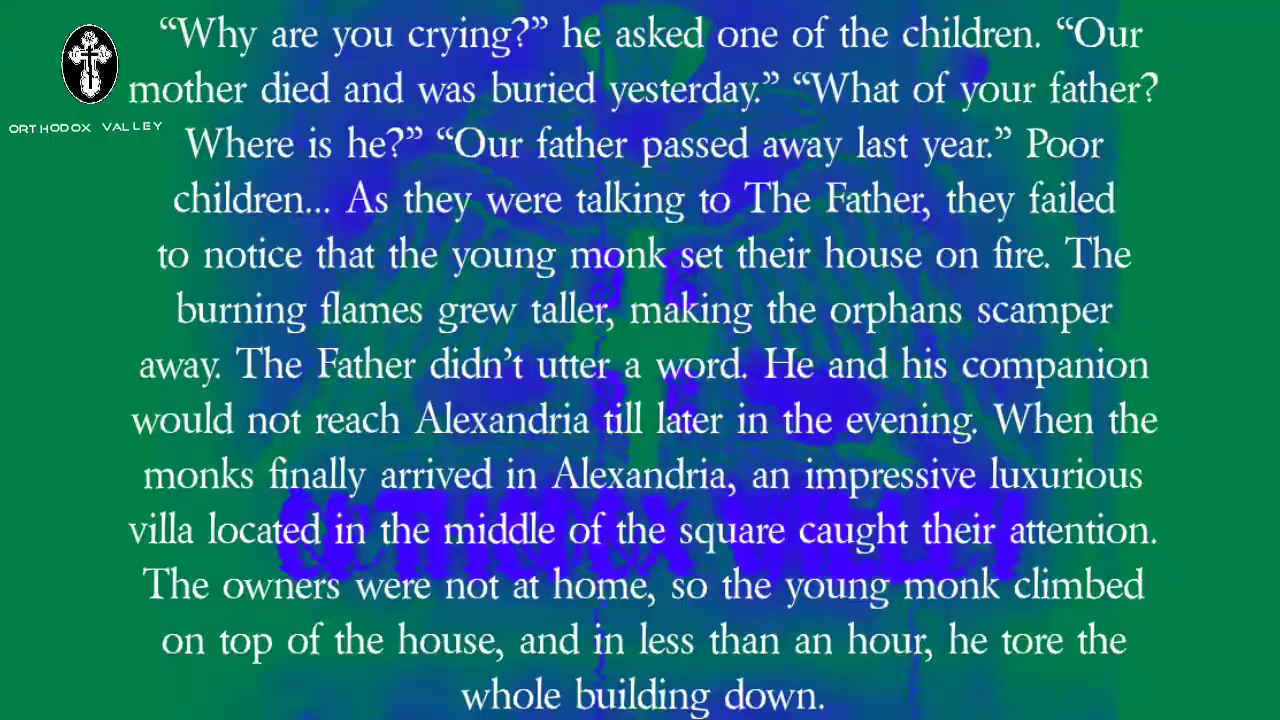 “Why are you crying?” he asked one of the children. “Our
mother died and was buried yesterday.” “What of your father?
ORTHODOX VALLEY
Where is he?” “Our father passed away last year.” Poor
children... As they were talking to The Father, they failed
to notice that the young monk set their house on fire. The
burning flames grew taller, making the orphans scamper
away. The Father didn’t utter a word. He and his companion
would not reach Alexandria till later in the evening. When the
monks finally arrived in Alexandria, an impressive luxurious
villa located in the middle of the square caught their attention.
The owners were not at home, so the young monk climbed
on top of the house, and in less than an hour, he tore the
whole building down.